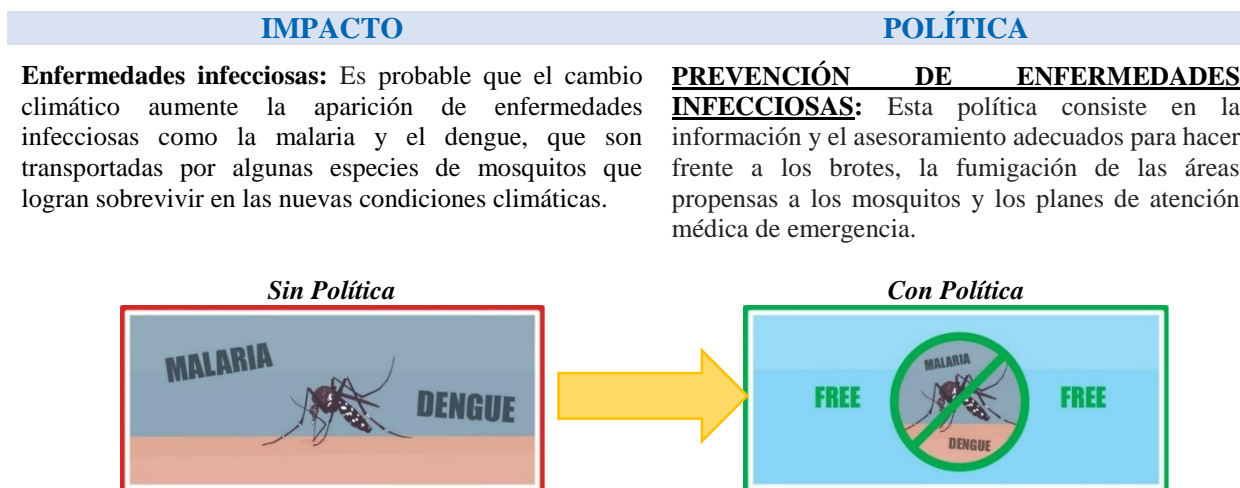 IMPACTO
POLÍTICA
Enfermedades infecciosas: Es probable que el cambio
climático aumente la aparición de enfermedades
infecciosas como la malaria y el dengue, que son
transportadas por algunas especies de mosquitos que
logran sobrevivir en las nuevas condiciones climáticas.
PREVENCIÓN DE ENFERMEDADES
INFECCIOSAS: Esta política consiste en la
información y el asesoramiento adecuados para hacer
frente a los brotes, la fumigación de las áreas
propensas a los mosquitos y los planes de atención
médica de emergencia.
Sin Política
MALARIA
DENGUE
Con Política
FREE
MALARIA
DENGUE
FREE